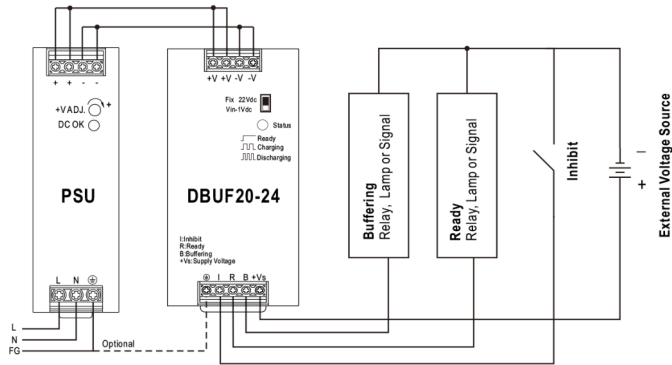 + + - -
+V ADJ.
+
DC OK
PSU
L N
L
N
FG
Optional
+V +V -V -V
Fix 22Vdc
Vin-1Vdc
Status
Ready
Charging
Discharging
DBUF20-24
I:Inhibit
R:Ready
B:Buffering
+Vs:Supply Voltage
I R B +Vs
Buffering
Relay, Lamp or Signal
Ready
Relay, Lamp or Signal
Inhibit
−
+
External Voltage Source